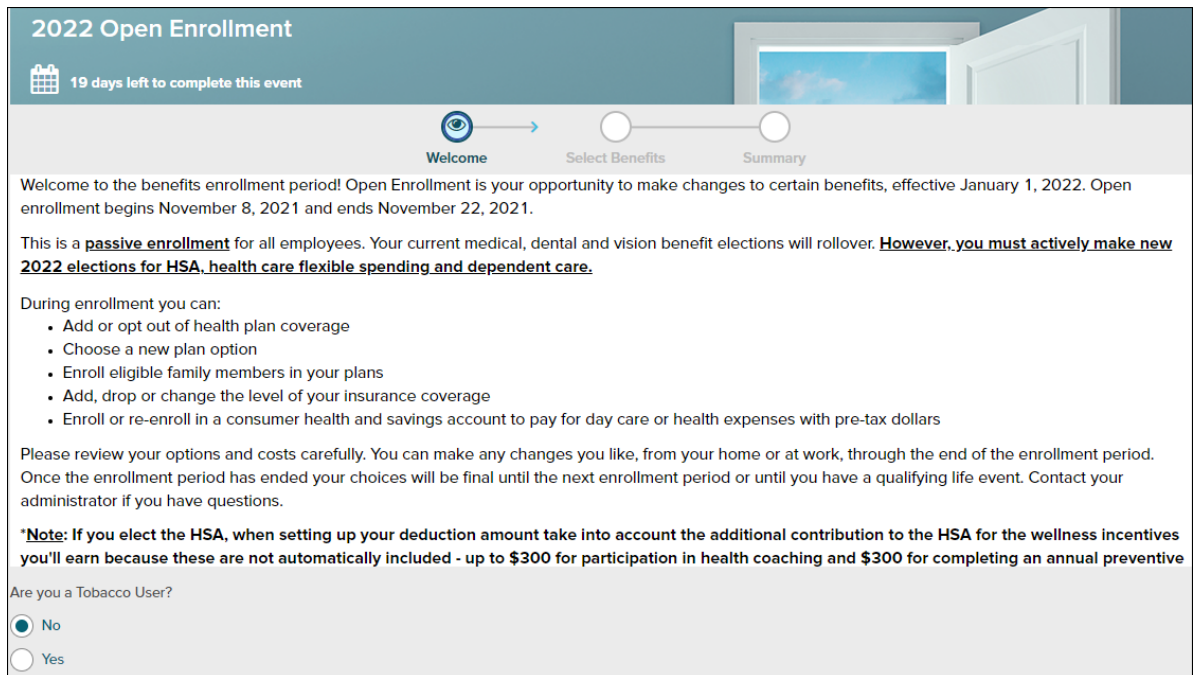 2022 Open Enrollment
19 days left to complete this event
Welcome
Select Benefits
Summary
Welcome to the benefits enrollment period! Open Enrollment is your opportunity to make changes to certain benefits, effective January 1, 2022. Open
enrollment begins November 8, 2021 and ends November 22, 2021.
This is a passive enrollment for all employees. Your current medical, dental and vision benefit elections will rollover. However, you must actively make new
2022 elections for HSA, health care flexible spending and dependent care.
During enrollment you can:
• Add or opt out of health plan coverage
• Choose a new plan option
• Enroll eligible family members in your plans
• Add, drop or change the level of your insurance coverage
• Enroll or re-enroll in a consumer health and savings account to pay for day care or health expenses with pre-tax dollars
Please review your options and costs carefully. You can make any changes you like, from your home or at work, through the end of the enrollment period.
Once the enrollment period has ended your choices will be final until the next enrollment period or until you have a qualifying life event. Contact your
administrator if you have questions.
*Note: If you elect the HSA, when setting up your deduction amount take into account the additional contribution to the HSA for the wellness incentives
you'll earn because these are not automatically included - up to $300 for participation in health coaching and $300 for completing an annual preventive
Are you a Tobacco User?
No
Yes